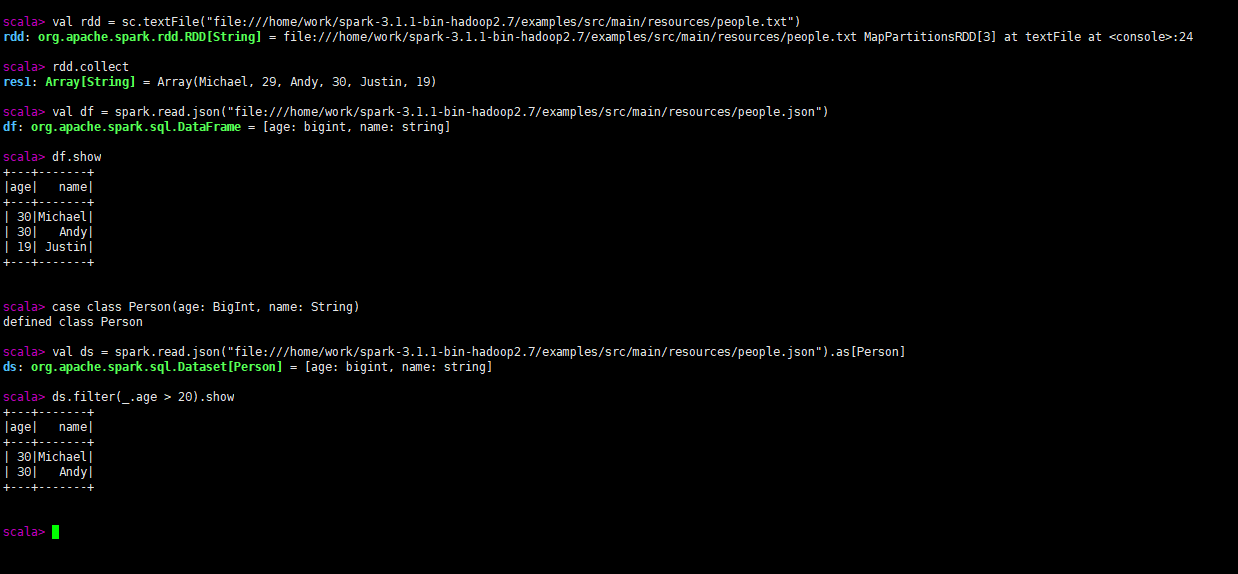 scala> val rdd = sc.textFile("file:///home/work/spark-3.1.1-bin-hadoop2.7/examples/src/main/resources/people.txt")
rdd: org.apache.spark.rdd.RDD[String] = file:///home/work/spark-3.1.1-bin-hadoop2.7/examples/src/main/resources/people.txt MapPartitionsRDD[3] at textFile at <console>:24
scala> rdd.collect
res1: Array[String] = Array(Michael, 29, Andy, 30, Justin, 19)
scala> val df = spark.read.json("file:///home/work/spark-3.1.1-bin-hadoop2.7/examples/src/main/resources/people.json")
df: org.apache.spark.sql.DataFrame = [age: bigint, name: string]
scala> df.show
+---+-------+
|age|   name|
+---+-------+
| 30|Michael|
| 30|   Andy|
| 19| Justin|
+---+-------+
scala> case class Person(age: BigInt, name: String)
defined class Person
scala> val ds = spark.read.json("file:///home/work/spark-3.1.1-bin-hadoop2.7/examples/src/main/resources/people.json").as[Person]
ds: org.apache.spark.sql.Dataset[Person] = [age: bigint, name: string]
scala> ds.filter(_.age > 20).show
+---+-------+
|age|   name|
+---+-------+
| 30|Michael|
| 30|   Andy|
+---+-------+
scala>